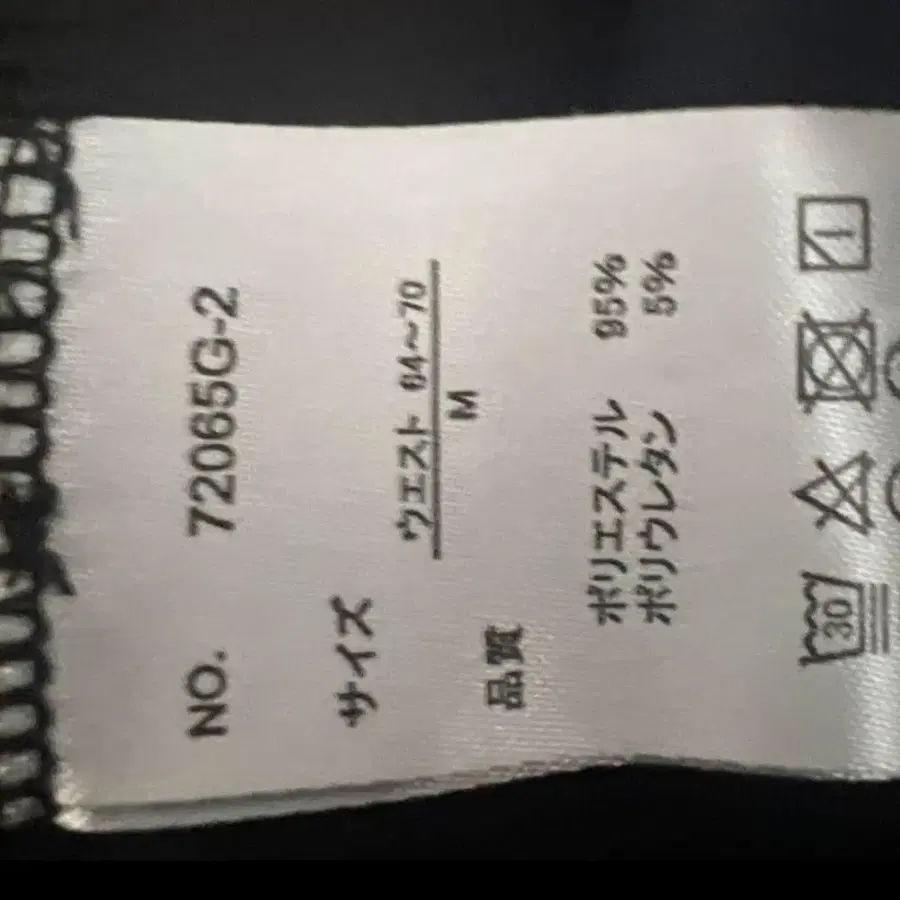 NO. 72065G-2
サイズ
ウエスト 64~70
M
品質
ポリエステル 95%
ポリウレタン 5%
30